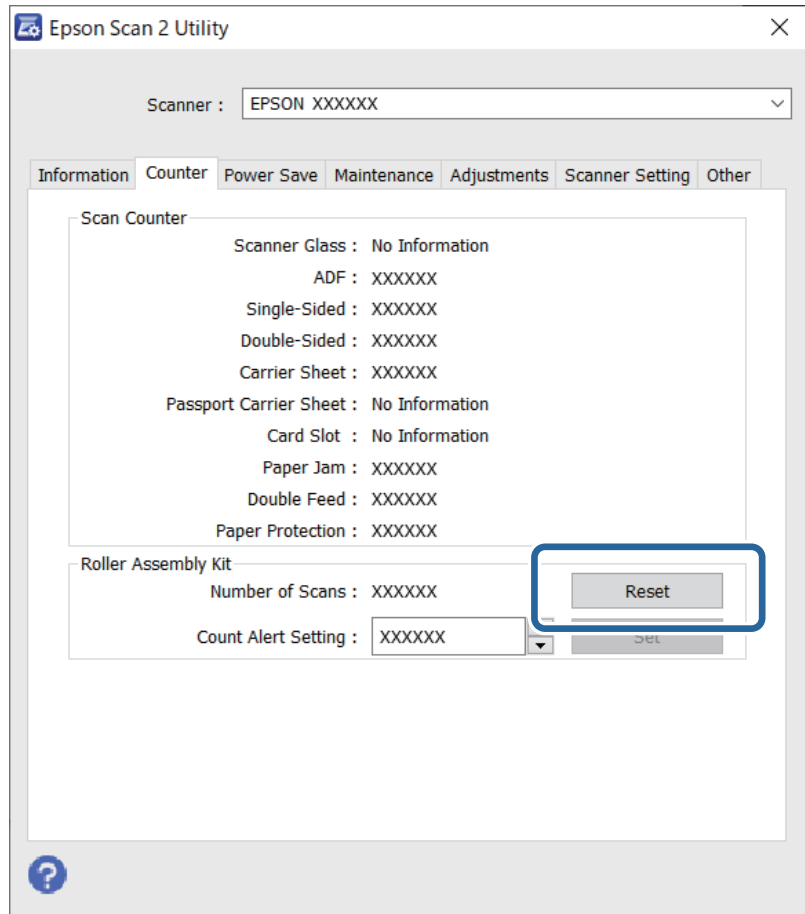 Epson Scan 2 Utility
Scanner : EPSON XXXXXX
Information Counter Power Save Maintenance Adjustments Scanner Setting Other
Scan Counter
Scanner Glass : No Information
ADF : XXXXXX
Single-Sided : XXXXXX
Double-Sided : XXXXXX
Carrier Sheet : XXXXXX
Passport Carrier Sheet : No Information
Card Slot : No Information
Paper Jam : XXXXXX
Double Feed : XXXXXX
Paper Protection : XXXXXX
Roller Assembly Kit
Number of Scans : XXXXXX Reset
Count Alert Setting : XXXXXX Set
?